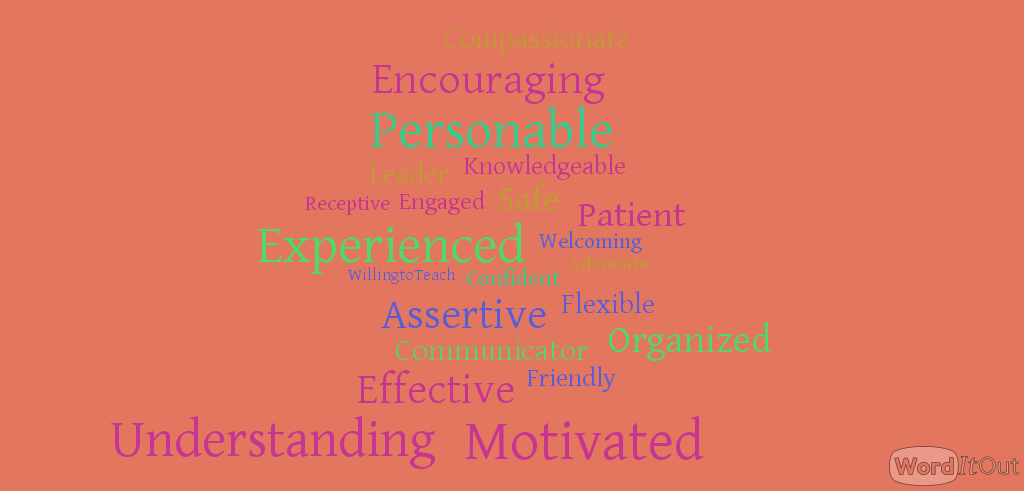 Compassionate
Encouraging
Personable
Leader Knowledgeable
Receptive Engaged Safe
Patient
Experienced Welcoming
Advocate
WillingtoTeach Confident
Assertive Flexible
Communicator Organized
Effective Friendly
Understanding Motivated
WordItOut